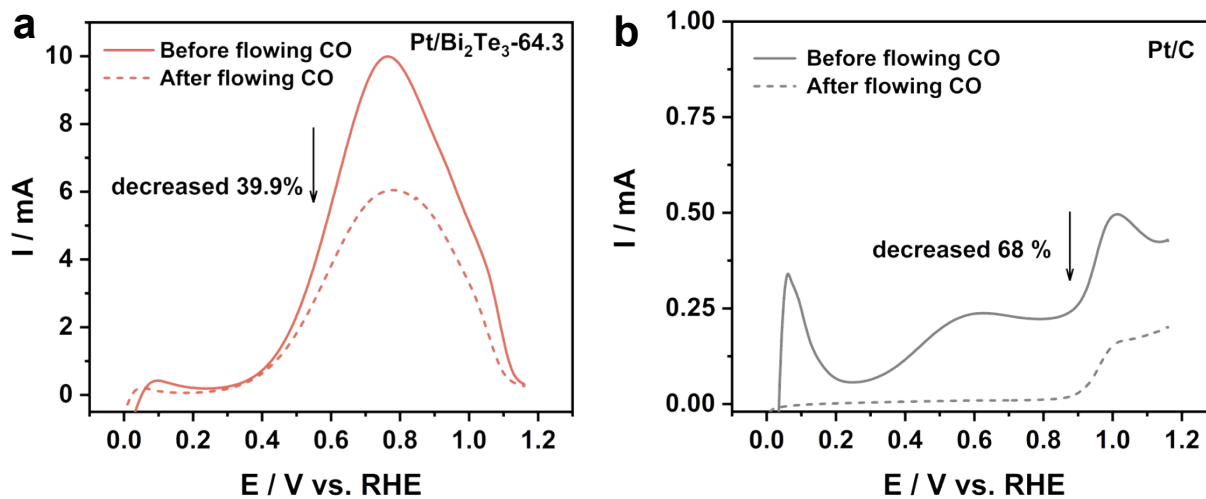 a
Before flowing CO
After flowing CO
Pt/Bi₂Te₃-64.3
decreased 39.9%
I / mA
10
8
6
4
2
0
0.0 0.2 0.4 0.6 0.8 1.0 1.2
E / V vs. RHE
b
Before flowing CO
After flowing CO
Pt/C
decreased 68 %
I / mA
1.00
0.75
0.50
0.25
0.00
0.0 0.2 0.4 0.6 0.8 1.0 1.2
E / V vs. RHE